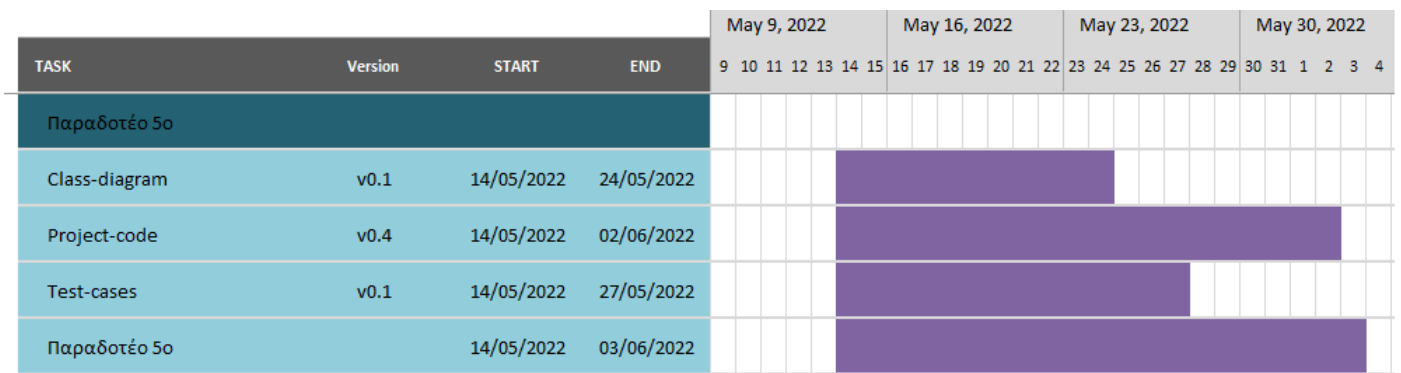 May 9, 2022 May 16, 2022 May 23, 2022 May 30, 2022
TASK Version START END 9 10 11 12 13 14 15 16 17 18 19 20 21 22 23 24 25 26 27 28 29 30 31 1 2 3 4
Παραδοτέο 5ο
Class-diagram v0.1 14/05/2022 24/05/2022
Project-code v0.4 14/05/2022 02/06/2022
Test-cases v0.1 14/05/2022 27/05/2022
Παραδοτέο 5ο 14/05/2022 03/06/2022